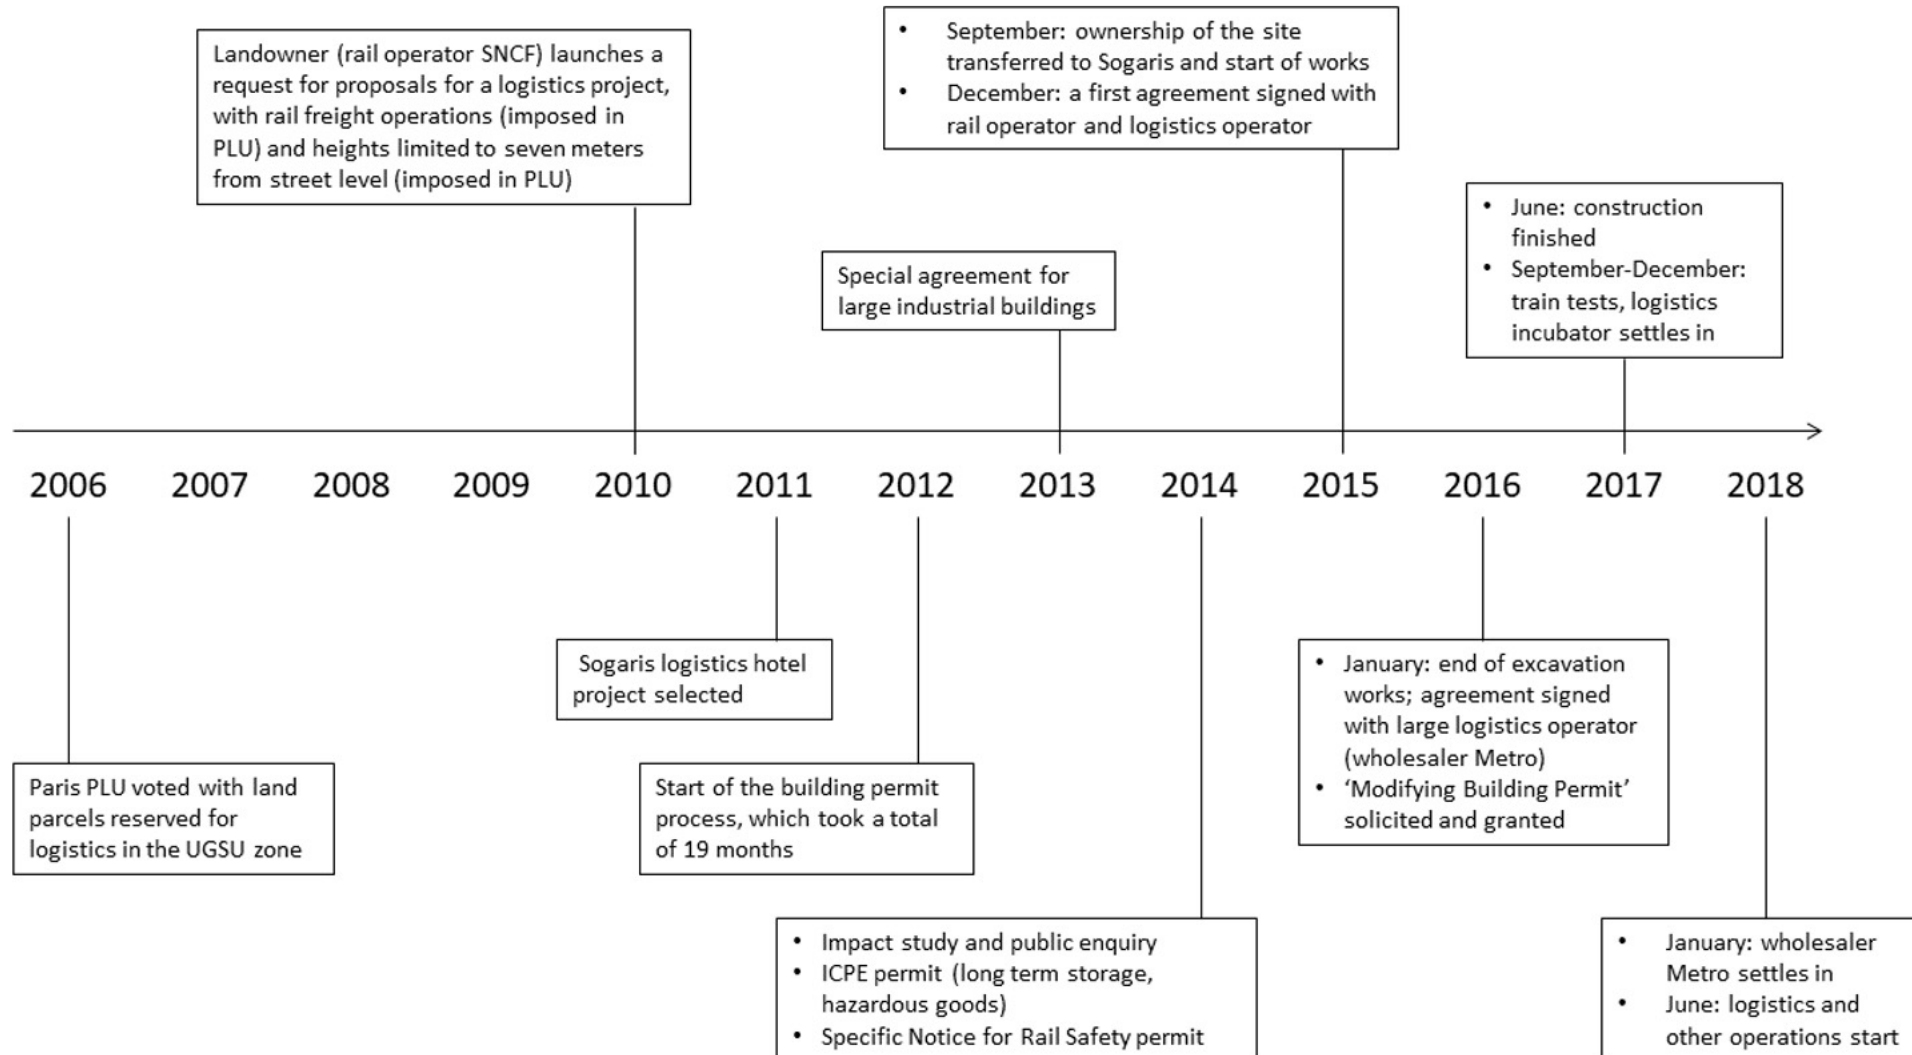 Landowner (rail operator SNCF) launches a
request for proposals for a logistics project,
with rail freight operations (imposed in
PLU) and heights limited to seven meters
from street level (imposed in PLU)
• September: ownership of the site
transferred to Sogaris and start of works
• December: a first agreement signed with
rail operator and logistics operator
Special agreement for
large industrial buildings
• June: construction
finished
• September-December:
train tests, logistics
incubator settles in
2006 2007 2008 2009 2010 2011 2012 2013 2014 2015 2016 2017 2018
Paris PLU voted with land
parcels reserved for
logistics in the UGSU zone
Sogaris logistics hotel
project selected
Start of the building permit
process, which took a total
of 19 months
• Impact study and public enquiry
• ICPE permit (long term storage,
hazardous goods)
• Specific Notice for Rail Safety permit
• January: end of excavation
works; agreement signed
with large logistics operator
(wholesaler Metro)
• ‘Modifying Building Permit’
solicited and granted
• January: wholesaler
Metro settles in
• June: logistics and
other operations start